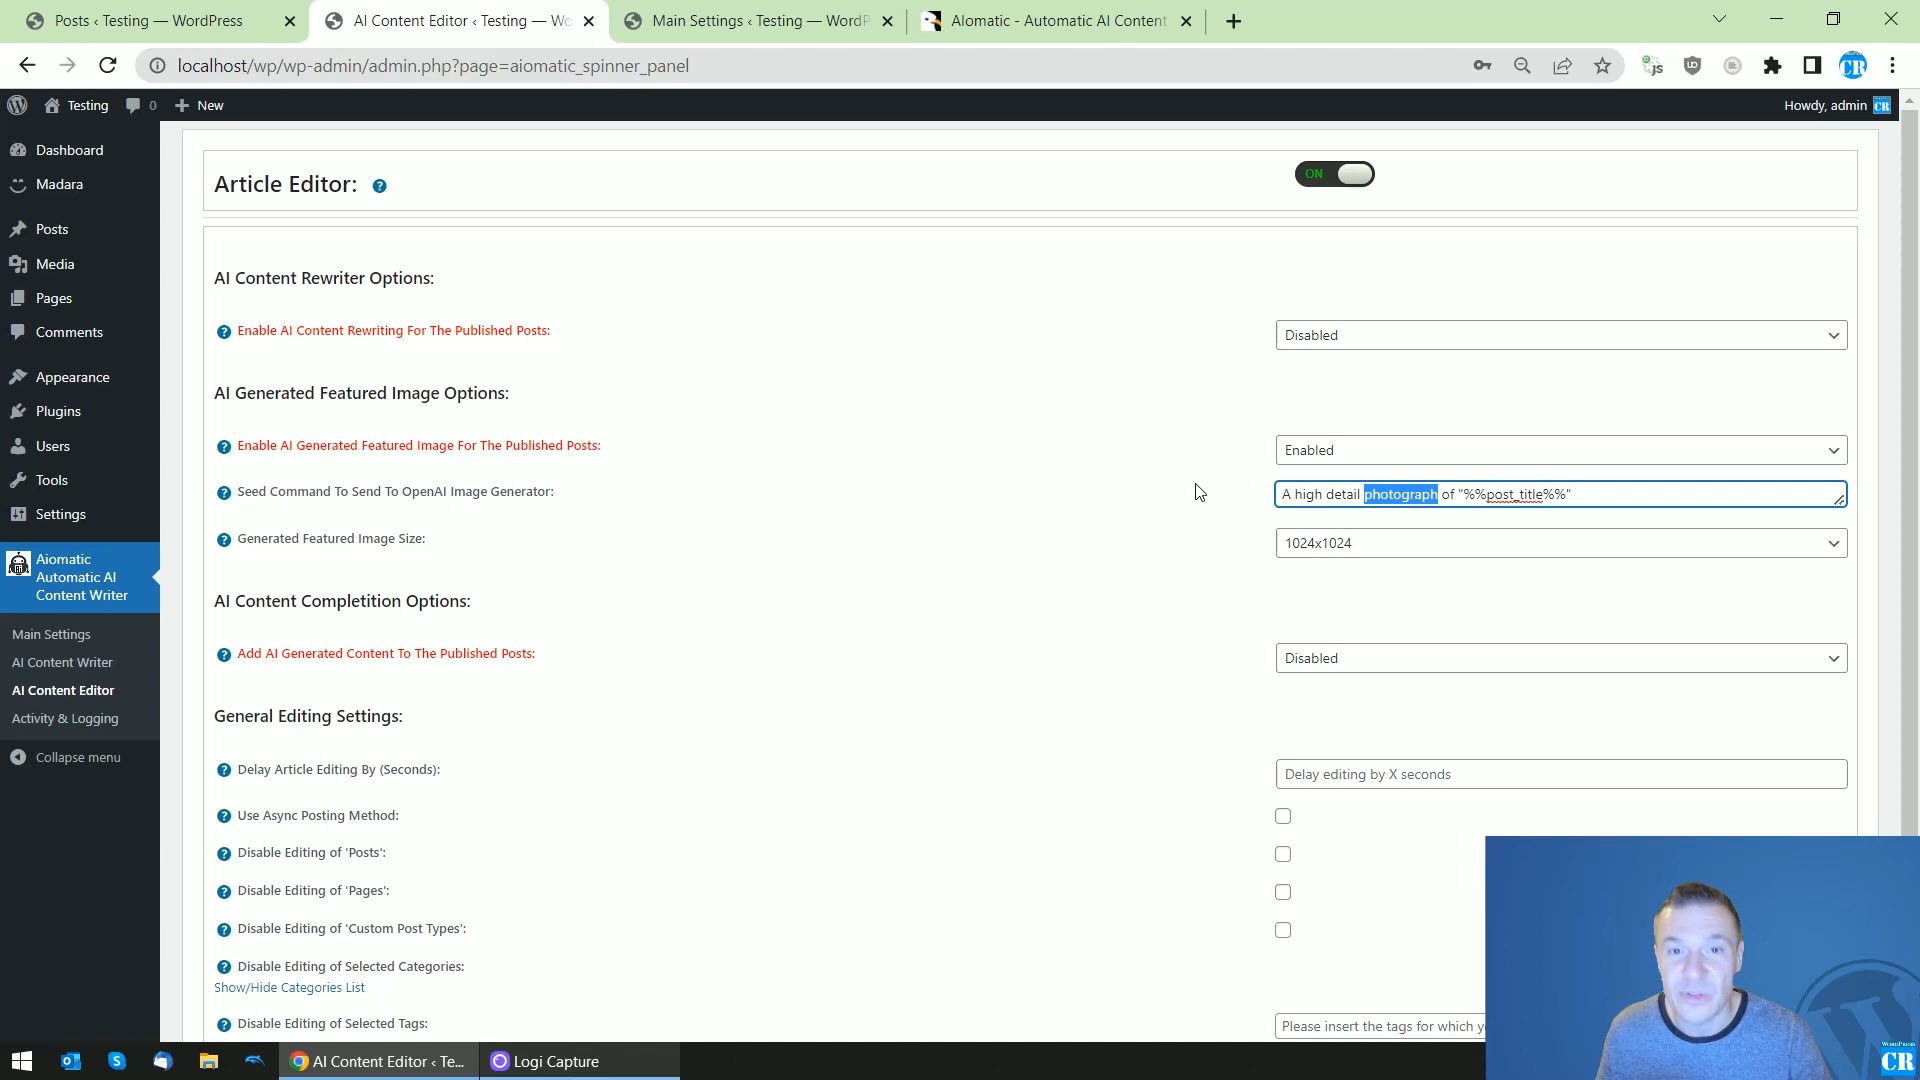 Posts ‹ Testing — WordPress
AI Content Editor ‹ Testing — Wo
Main Settings ‹ Testing — WordP
AIomatic - Automatic AI Content
localhost/wp/wp-admin/admin.php?page=aiomatic_spinner_panel
Testing
0
New
Howdy, admin
CR
Dashboard
Madara
Posts
Media
Pages
Comments
Appearance
Plugins
Users
Tools
Settings
Aiomatic
Automatic AI
Content Writer
Main Settings
AI Content Writer
AI Content Editor
Activity & Logging
Collapse menu
Article Editor:
ON
AI Content Rewriter Options:
Enable AI Content Rewriting For The Published Posts:
Disabled
AI Generated Featured Image Options:
Enable AI Generated Featured Image For The Published Posts:
Enabled
Seed Command To Send To OpenAI Image Generator:
A high detail photograph of "%%post_title%%"
Generated Featured Image Size:
1024x1024
AI Content Completition Options:
Add AI Generated Content To The Published Posts:
Disabled
General Editing Settings:
Delay Article Editing By (Seconds):
Delay editing by X seconds
Use Async Posting Method:
Disable Editing of 'Posts':
Disable Editing of 'Pages':
Disable Editing of 'Custom Post Types':
Disable Editing of Selected Categories:
Show/Hide Categories List
Disable Editing of Selected Tags:
Please insert the tags for which y
AI Content Editor ‹ Te...
Logi Capture
WORDPRESS
CR